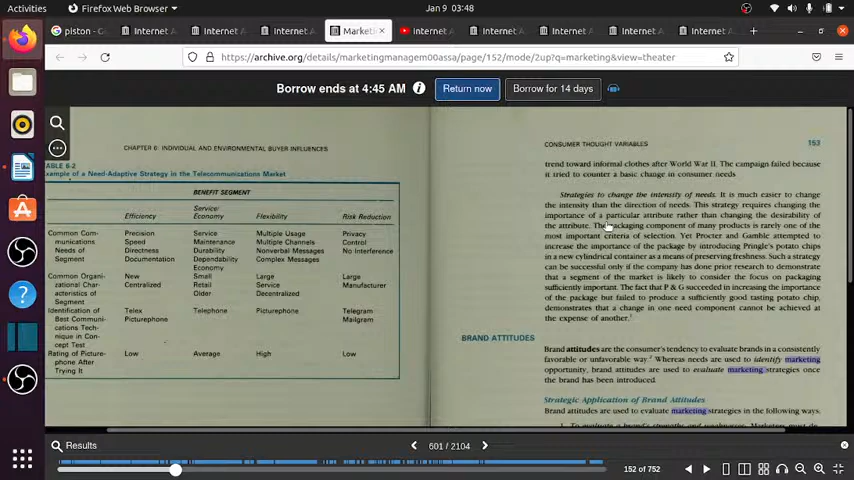 Activities
Firefox Web Browser
Jan 9 03:48
piston - G
Internet Am
Internet Am
Internet Am
Market
Internet Am
Internet Am
Internet Am
Internet Am
https://archive.org/details/marketingmanagem00assa/page/152/mode/2up?q=marketing&view=theater
Borrow ends at 4:45 AM
Return now
Borrow for 14 days
CHAPTER 6: INDIVIDUAL AND ENVIRONMENTAL BUYER INFLUENCES
ABLE 6-2
xample of a Need-Adaptive Strategy in the Telecommunications Market
BENEFIT SEGMENT
Service/
Efficiency Economy Flexibility Risk Reduction
Common Com- Precision Service Multiple Usage Privacy
munications Speed Maintenance Multiple Channels Control
Needs of Directness Durability Nonverbal Messages No Interference
Segment Documentation Dependability Complex Messages
Economy
Common Organi- New Small Large Large
zational Char- Centralized Retail Service Manufacturer
acteristics of Older Decentralized
Segment
Identification of Telex Telephone Picturephone Telegram
Best Communi- Picturephone Mailgram
cations Tech-
nique in Con-
cept Test
Rating of Picture- Low Average High Low
phone After
Trying It
CONSUMER THOUGHT VARIABLES 153
trend toward informal clothes after World War II. The campaign failed because
it tried to counter a basic change in consumer needs
Strategies to change the intensity of needs. It is much easier to change
the intensity than the direction of needs. This strategy requires changing the
importance of a particular attribute rather than changing the desirability of
the attribute. The packaging component of many products is rarely one of the
most important criteria of selection. Yet Procter and Gamble attempted to
increase the importance of the package by introducing Pringle's potato chips
in a new cylindrical container as a means of preserving freshness. Such a strategy
can be successful only if the company has done prior research to demonstrate
that a segment of the market is likely to consider the focus on packaging
sufficiently important. The fact that P & G succeeded in increasing the importance
of the package but failed to produce a sufficiently good tasting potato chip,
demonstrates that a change in one need component cannot be achieved at
the expense of another.
BRAND ATTITUDES
Brand attitudes are the consumer's tendency to evaluate brands in a consistently
favorable or unfavorable way. Whereas needs are used to identify marketing
opportunity, brand attitudes are used to evaluate marketing strategies once
the brand has been introduced.
Strategic Application of Brand Attitudes
Brand attitudes are used to evaluate marketing strategies in the following ways:
1. To evaluate a brand's strengths and weaknesses. Marketers must de-
Results
601 / 2104
152 of 752